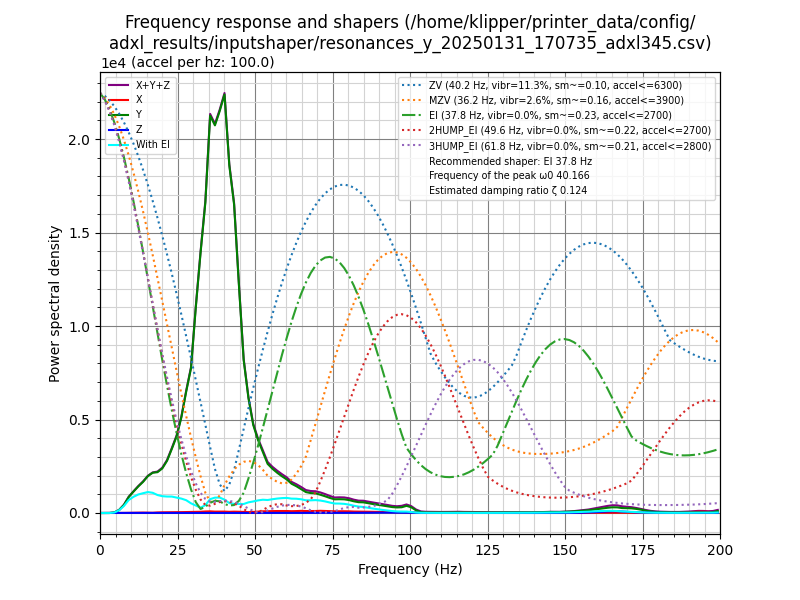 Frequency response and shapers (/home/klipper/printer_data/config/
adxl_results/inputshaper/resonances_y_20250131_170735_adxl345.csv)
1e4 (accel per hz: 100.0)
X+Y+Z
X
Y
Z
With EI
ZV (40.2 Hz, vibr=11.3%, sm~=0.10, accel<=6300)
MZV (36.2 Hz, vibr=2.6%, sm~=0.16, accel<=3900)
EI (37.8 Hz, vibr=0.0%, sm~=0.23, accel<=2700)
2HUMP_EI (49.6 Hz, vibr=0.0%, sm~=0.22, accel<=2700)
3HUMP_EI (61.8 Hz, vibr=0.0%, sm~=0.21, accel<=2800)
Recommended shaper: EI 37.8 Hz
Frequency of the peak ω0 40.166
Estimated damping ratio ζ 0.124
Power spectral density
2.0
1.5
1.0
0.5
0.0
0 25 50 75 100 125 150 175 200
Frequency (Hz)